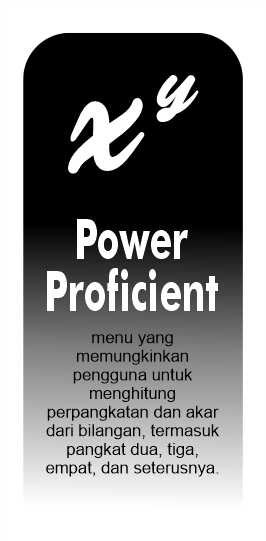 x^y
Power
Proficient
menu yang
memungkinkan
pengguna untuk
menghitung
perpangkatan dan akar
dari bilangan, termasuk
pangkat dua, tiga,
empat, dan seterusnya.